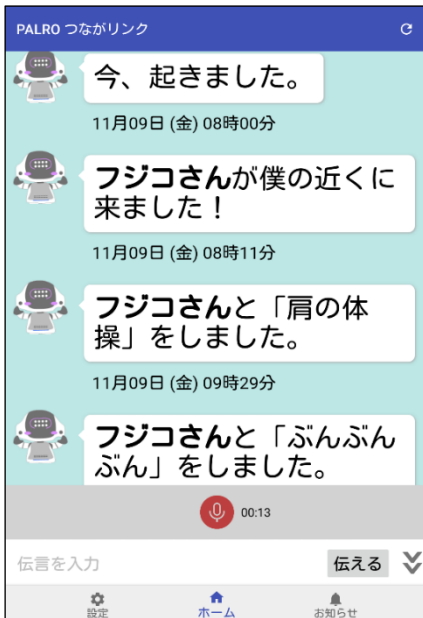 PALRO つながリンク
今、起きました。
11月09日 (金) 08時00分
フジコさんが僕の近くに
来ました！
11月09日 (金) 08時11分
フジコさんと「肩の体
操」をしました。
11月09日 (金) 09時29分
フジコさんと「ぶんぶん
ぶん」をしました。
00:13
伝言を入力
伝える
設定
ホーム
お知らせ